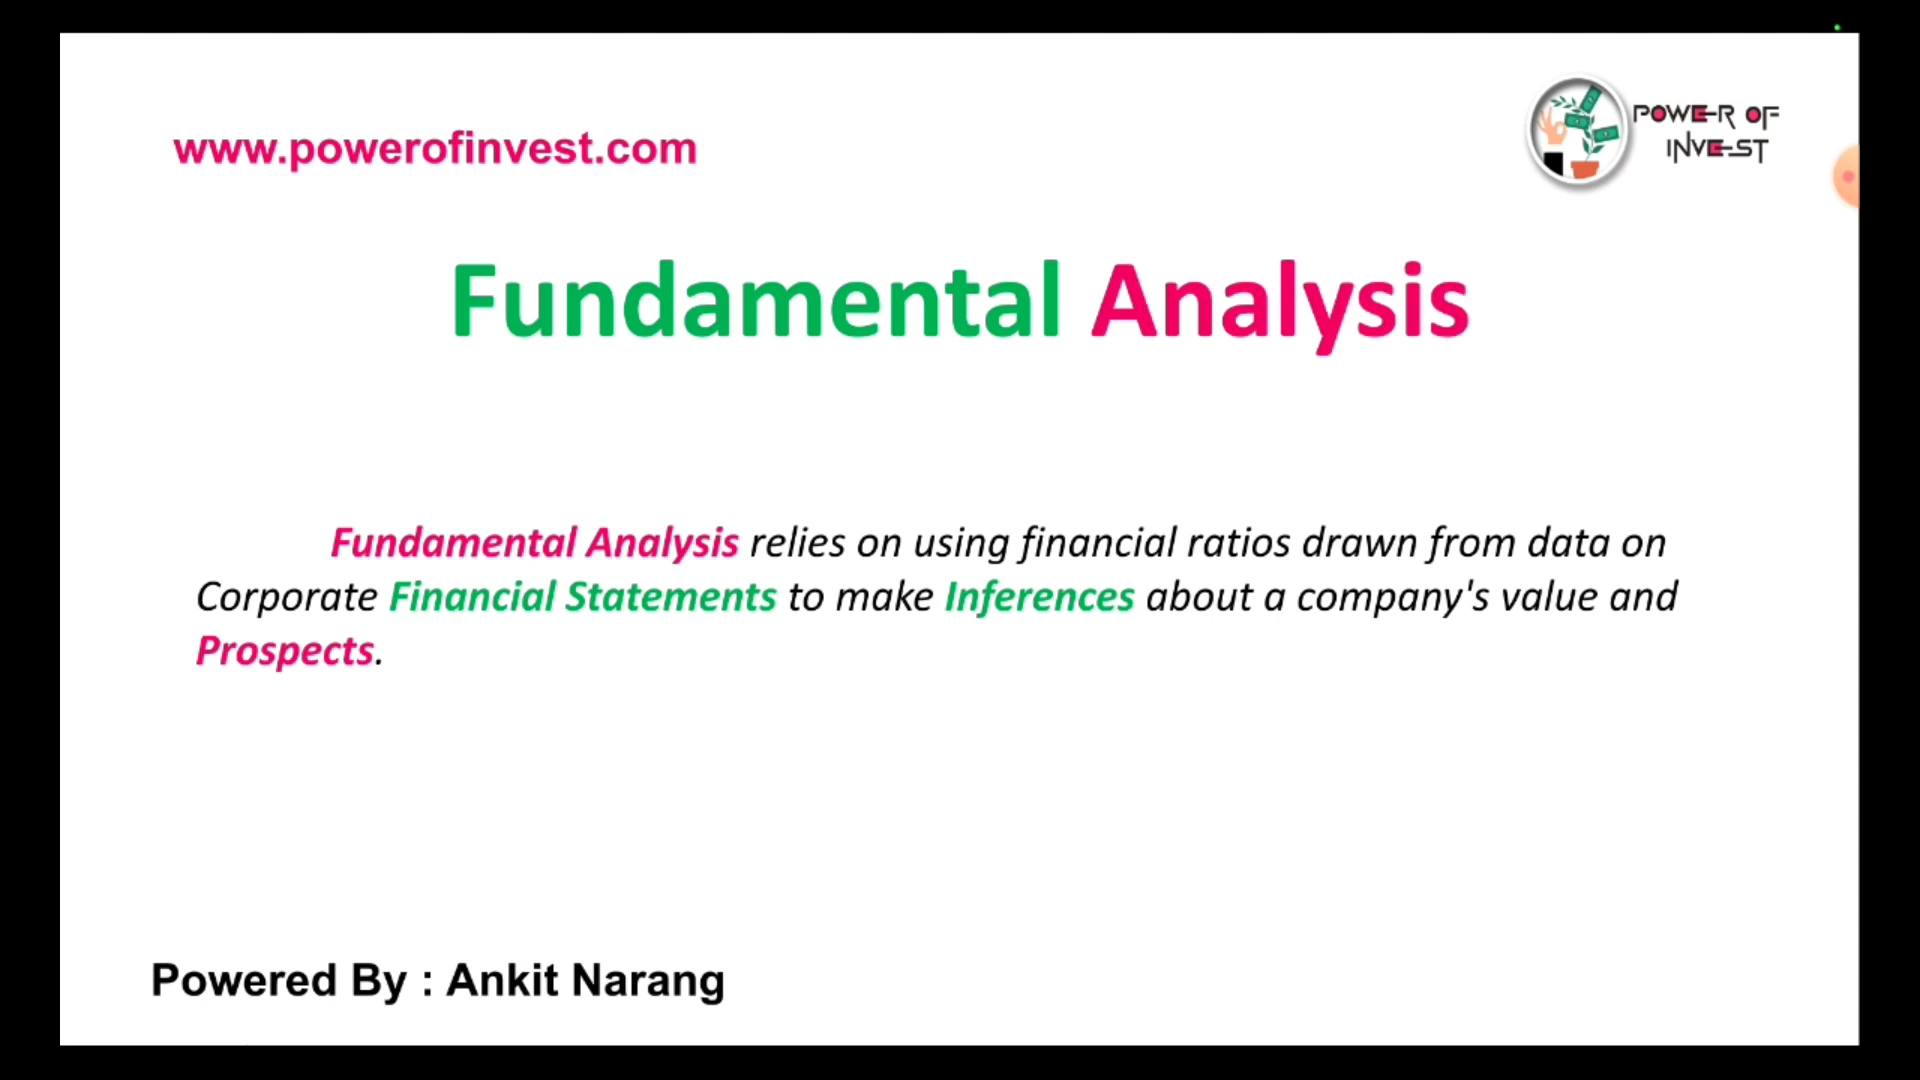 www.powerofinvest.com
POWER OF
INVEST
Fundamental Analysis
Fundamental Analysis relies on using financial ratios drawn from data on
Corporate Financial Statements to make Inferences about a company's value and
Prospects.
Powered By : Ankit Narang